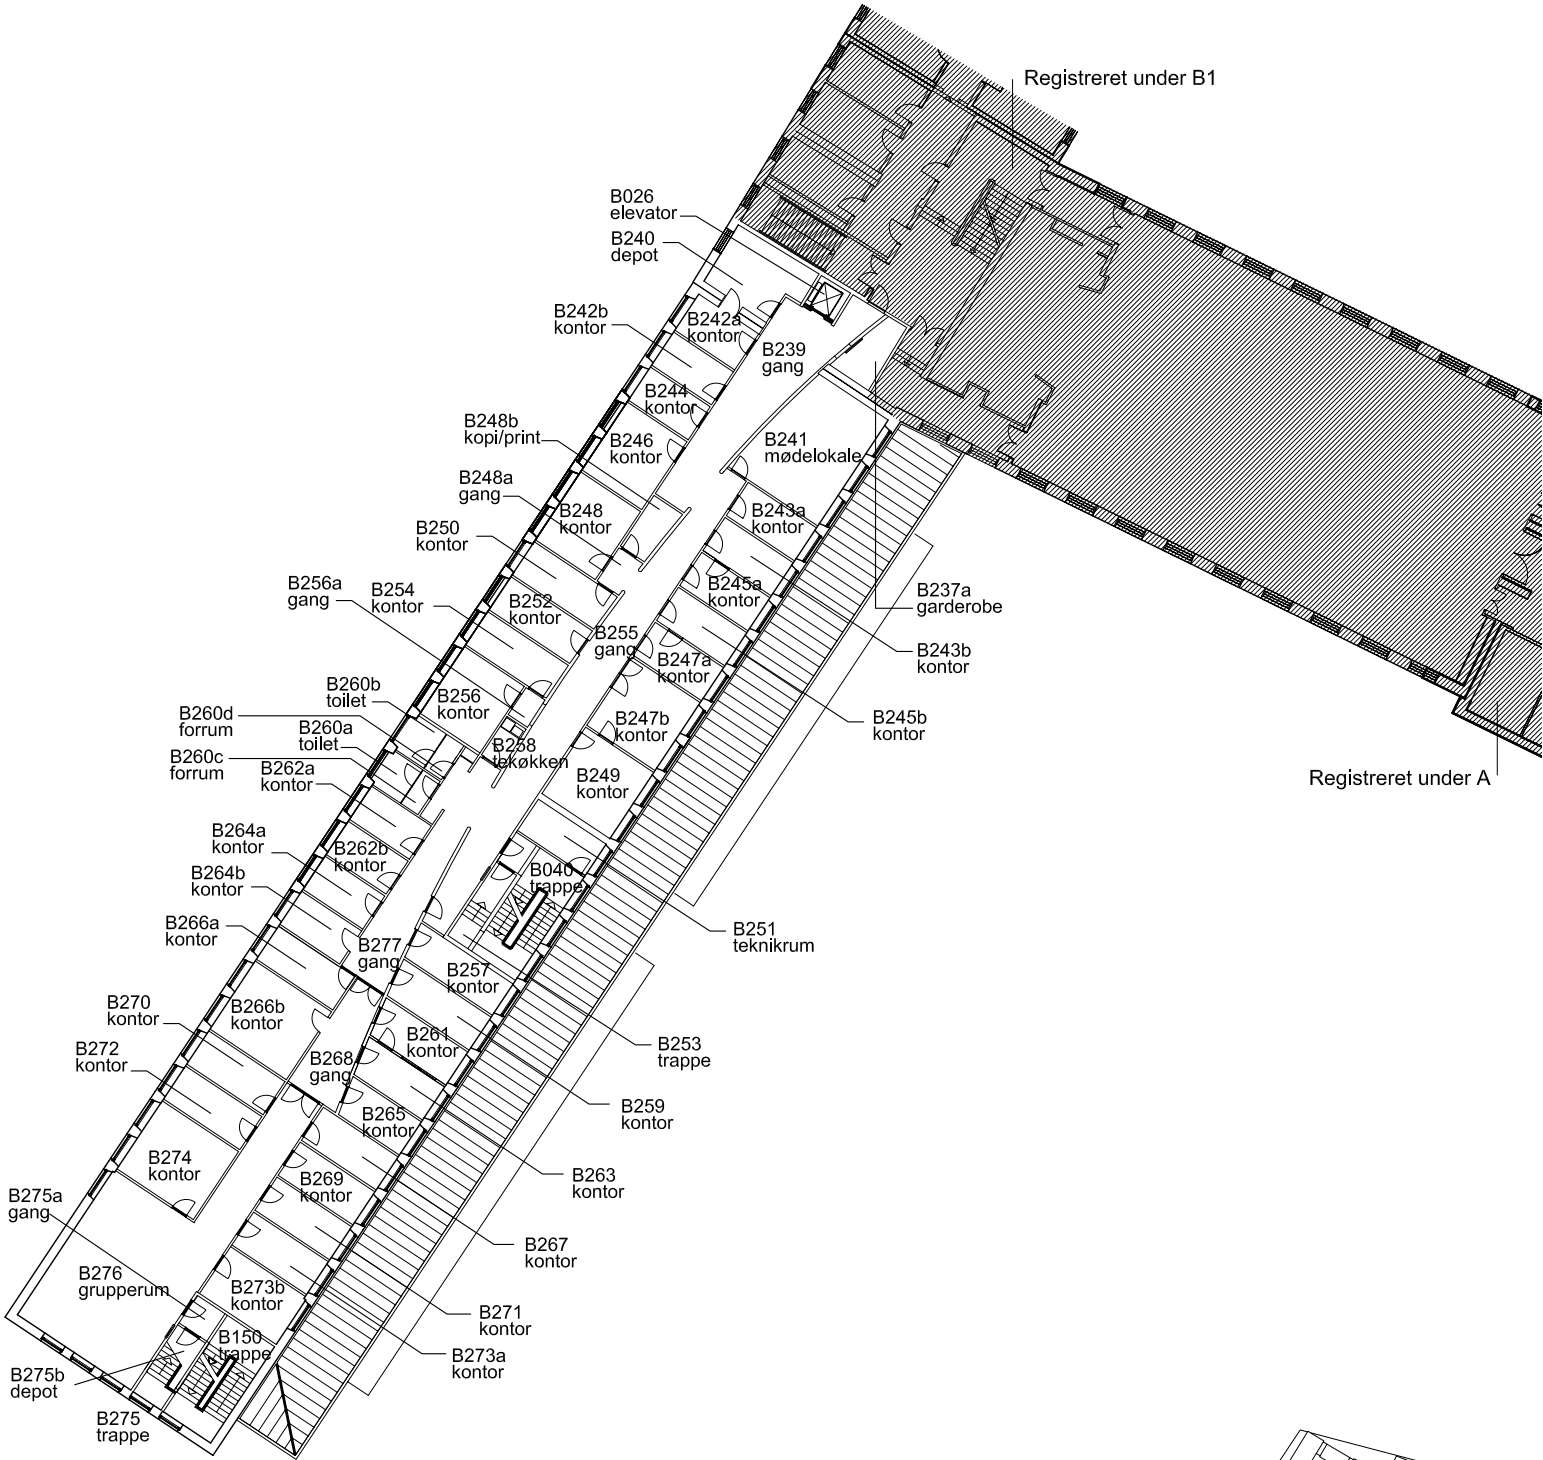 Registreret under B1
B026
elevator
B240
depot
B242b
kontor
B242a
kontor
B239
gang
B244
kontor
B248b
kopi/print
B246
kontor
B241
mødelokale
B248a
gang
B248
kontor
B243a
kontor
B250
kontor
B256a
gang
B254
kontor
B252
kontor
B245a
kontor
B237a
garderobe
B255
gang
B247a
kontor
B243b
kontor
B260b
toilet
B256
kontor
B260d
forrum
B260a
toilet
B247b
kontor
B245b
kontor
B258
tekøkken
B260c
forrum
B262a
kontor
B249
kontor
Registreret under A
B264a
kontor
B262b
kontor
B264b
kontor
B040
trappe
B266a
kontor
B277
gang
B251
teknikrum
B257
kontor
B270
kontor
B266b
kontor
B272
kontor
B261
kontor
B253
trappe
B268
gang
B265
kontor
B259
kontor
B274
kontor
B269
kontor
B263
kontor
B275a
gang
B267
kontor
B276
grupperum
B273b
kontor
B271
kontor
B150
trappe
B273a
kontor
B275b
depot
B275
trappe